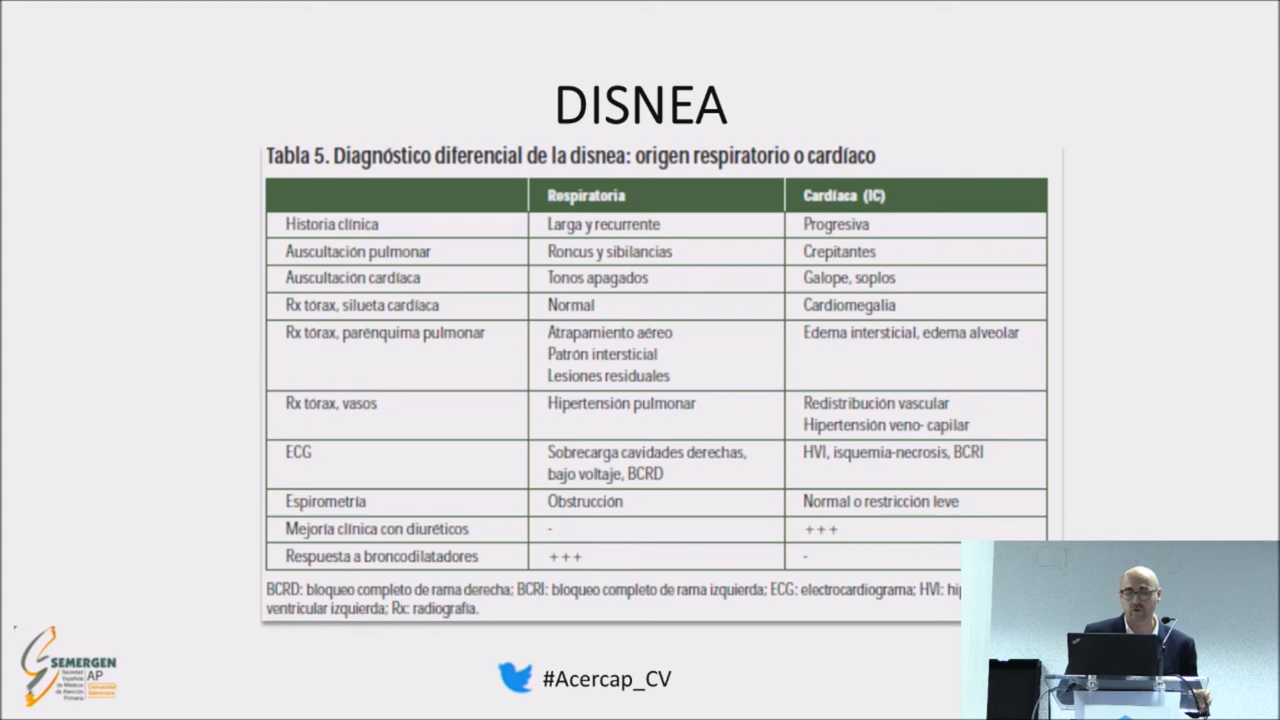 DISNEA
Tabla 5. Diagnóstico diferencial de la disnea: origen respiratorio o cardíaco
Respiratoria Cardíaca (IC)
Historia clínica Larga y recurrente Progresiva
Auscultación pulmonar Roncus y sibilancias Crepitantes
Auscultación cardíaca Tonos apagados Galope, soplos
Rx tórax, silueta cardíaca Normal Cardiomegalia
Rx tórax, parénquima pulmonar Atrapamiento aéreo Edema intersticial, edema alveolar
Patrón intersticial
Lesiones residuales
Rx tórax, vasos Hipertensión pulmonar Redistribución vascular
Hipertensión veno- capilar
ECG Sobrecarga cavidades derechas, HVI, isquemia-necrosis, BCRI
bajo voltaje, BCRD
Espirometría Obstrucción Normal o restricción leve
Mejoría clínica con diuréticos - +++
Respuesta a broncodilatadores +++ -
BCRD: bloqueo completo de rama derecha; BCRI: bloqueo completo de rama izquierda; ECG: electrocardiograma; HVI:
ventricular izquierda; Rx: radiografía.
SEMERGEN
Sociedad
Española
de Médicos
de Atención
Primaria
AP
Comunidad
Valenciana
#Acercap_CV